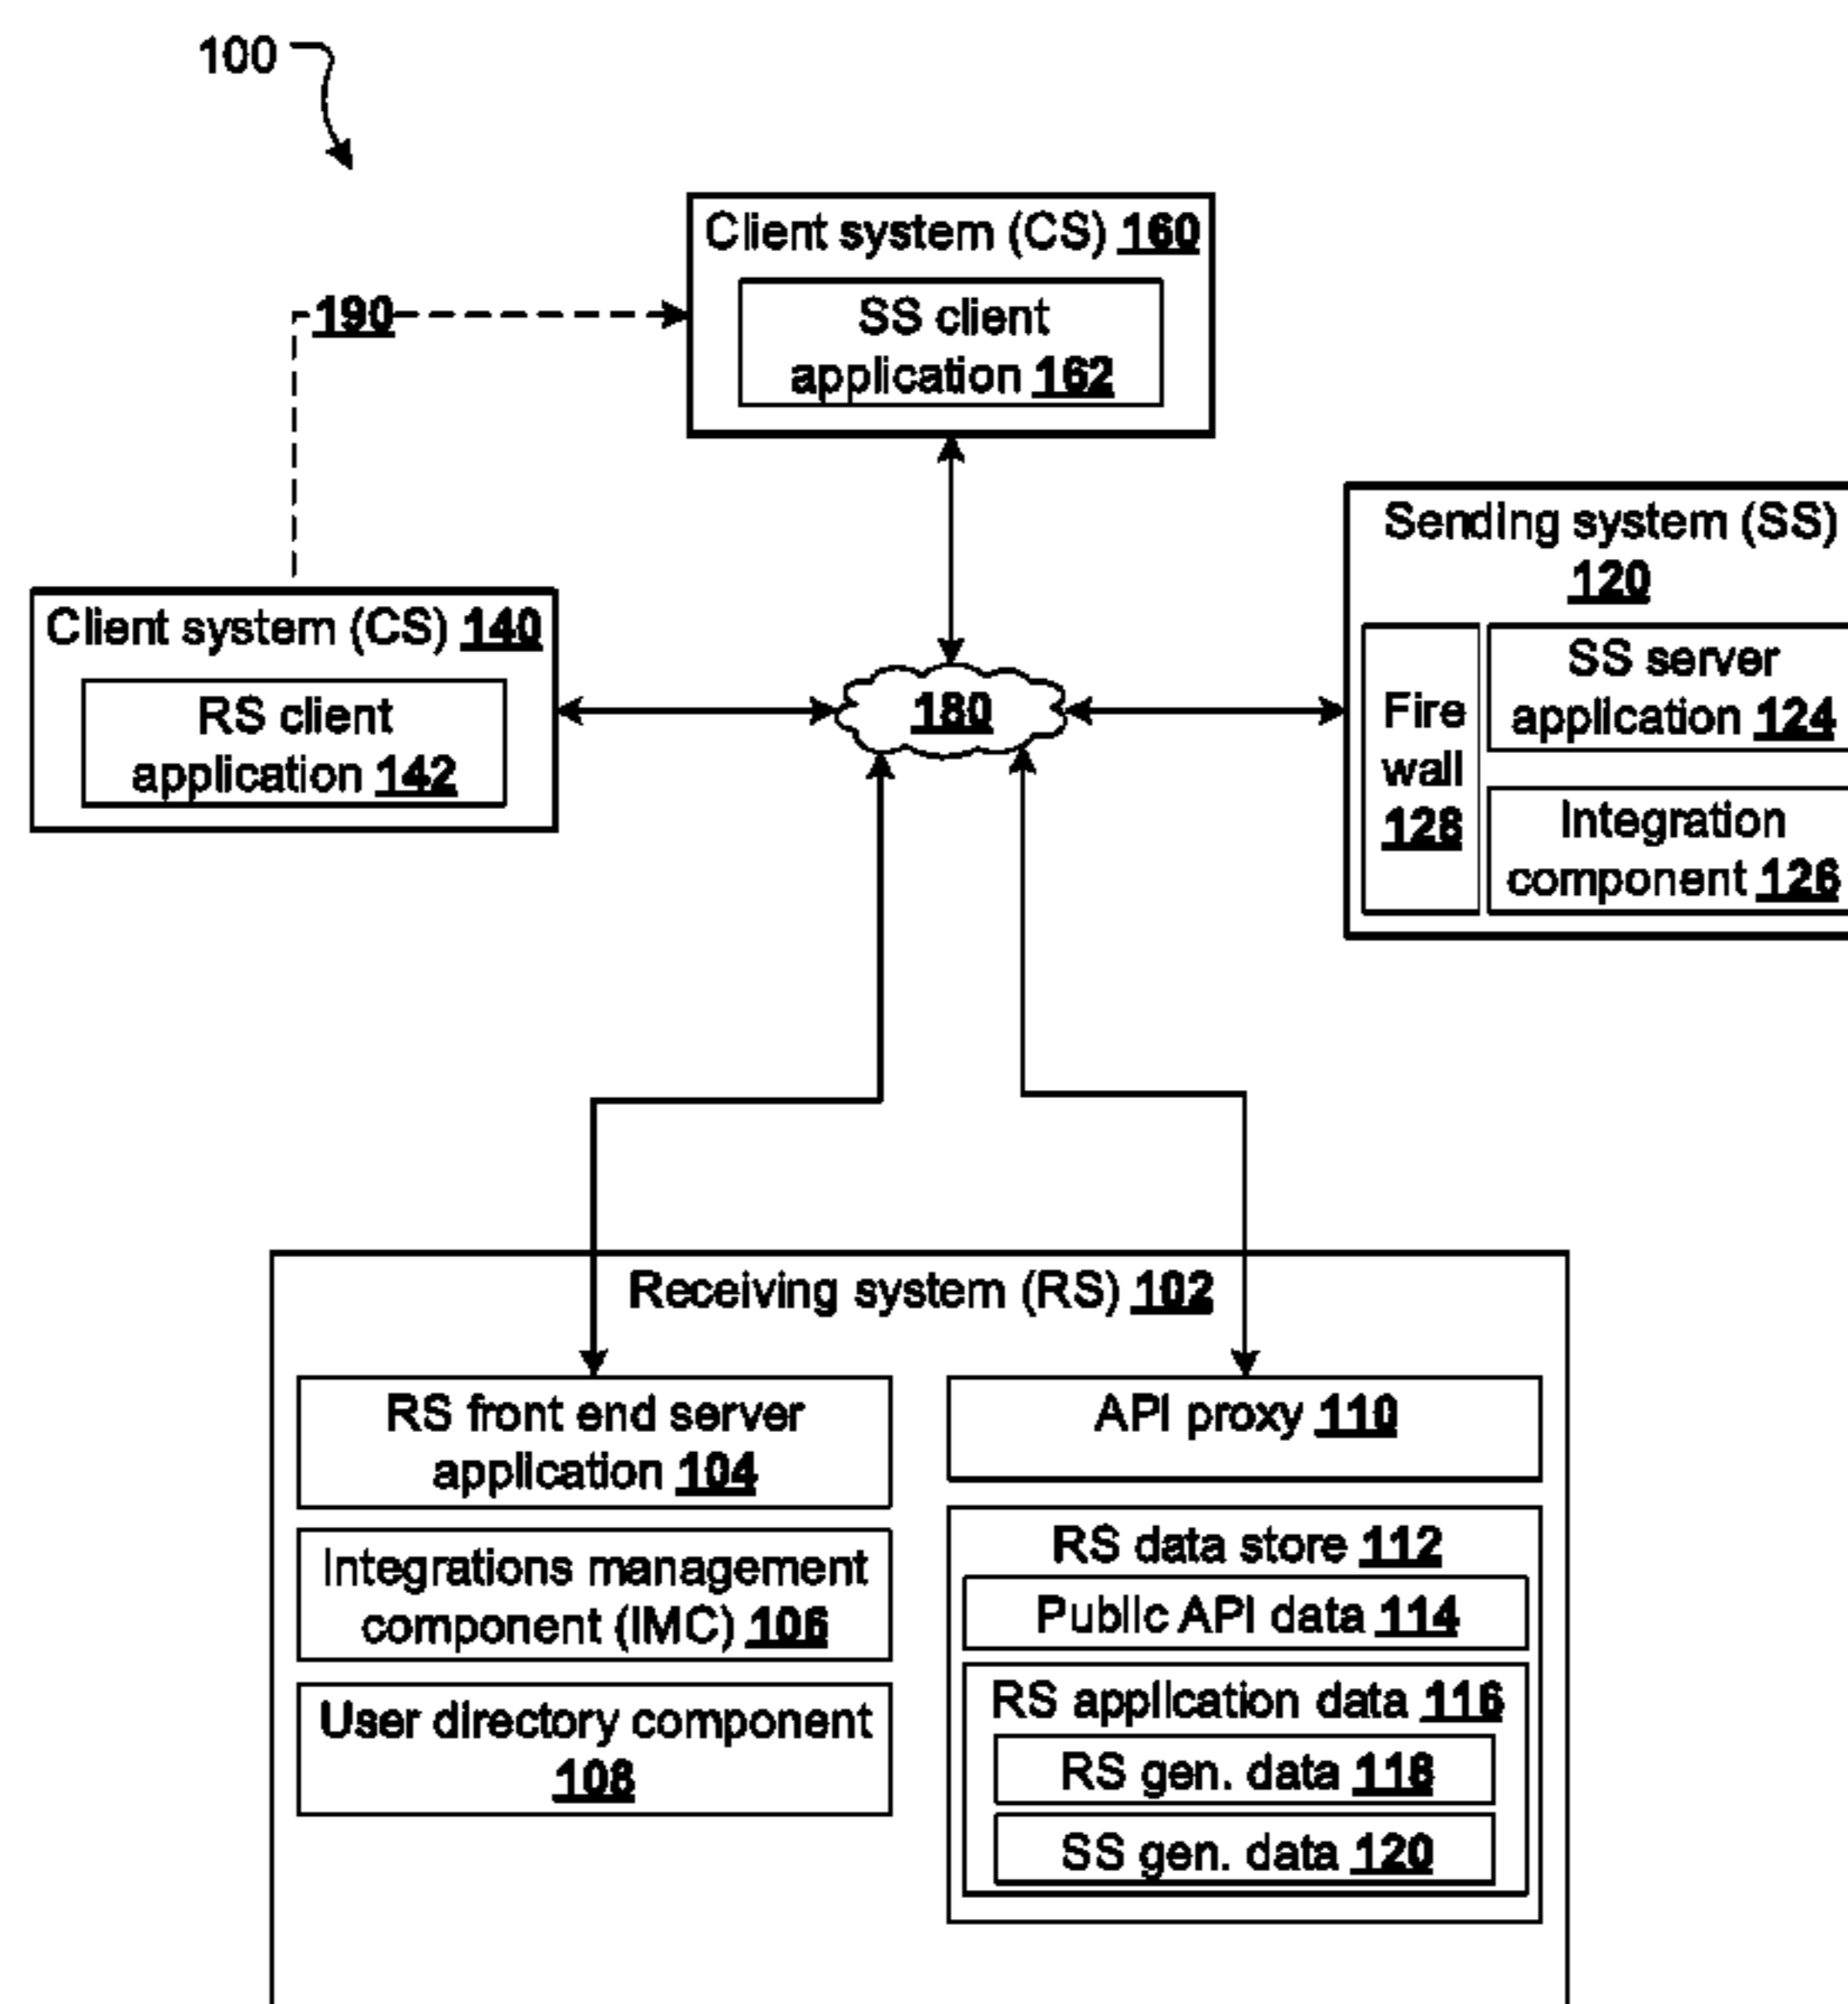 100
Client system (CS) 160
SS client
application 162
190
Sending system (SS)
120
SS server
application 124
Fire
wall
128
Integration
component 126
Client system (CS) 140
RS client
application 142
180
Receiving system (RS) 102
RS front end server
application 104
Integrations management
component (IMC) 106
User directory component
108
API proxy 110
RS data store 112
Public API data 114
RS application data 116
RS gen. data 118
SS gen. data 120